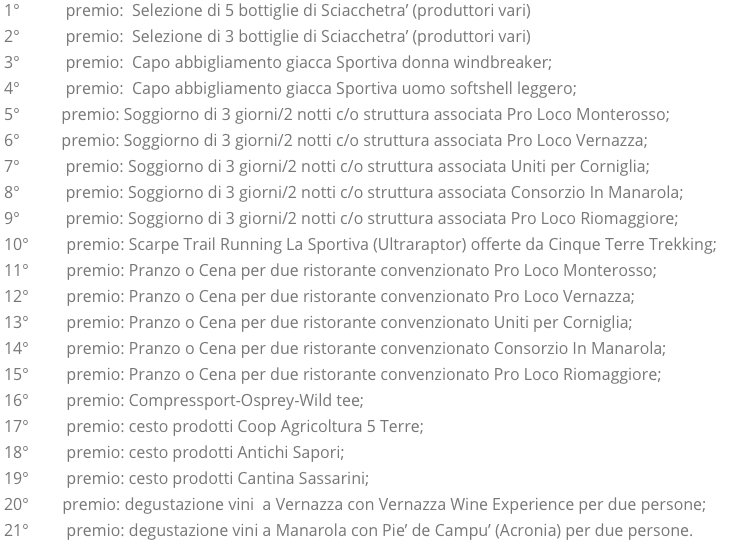 1° premio: Selezione di 5 bottiglie di Sciacchetra’ (produttori vari)
2° premio: Selezione di 3 bottiglie di Sciacchetra’ (produttori vari)
3° premio: Capo abbigliamento giacca Sportiva donna windbreaker;
4° premio: Capo abbigliamento giacca Sportiva uomo softshell leggero;
5° premio: Soggiorno di 3 giorni/2 notti c/o struttura associata Pro Loco Monterosso;
6° premio: Soggiorno di 3 giorni/2 notti c/o struttura associata Pro Loco Vernazza;
7° premio: Soggiorno di 3 giorni/2 notti c/o struttura associata Uniti per Corniglia;
8° premio: Soggiorno di 3 giorni/2 notti c/o struttura associata Consorzio In Manarola;
9° premio: Soggiorno di 3 giorni/2 notti c/o struttura associata Pro Loco Riomaggiore;
10° premio: Scarpe Trail Running La Sportiva (Ultraraptor) offerte da Cinque Terre Trekking;
11° premio: Pranzo o Cena per due ristorante convenzionato Pro Loco Monterosso;
12° premio: Pranzo o Cena per due ristorante convenzionato Pro Loco Vernazza;
13° premio: Pranzo o Cena per due ristorante convenzionato Uniti per Corniglia;
14° premio: Pranzo o Cena per due ristorante convenzionato Consorzio In Manarola;
15° premio: Pranzo o Cena per due ristorante convenzionato Pro Loco Riomaggiore;
16° premio: Compressport-Osprey-Wild tee;
17° premio: cesto prodotti Coop Agricoltura 5 Terre;
18° premio: cesto prodotti Antichi Sapori;
19° premio: cesto prodotti Cantina Sassarini;
20° premio: degustazione vini a Vernazza con Vernazza Wine Experience per due persone;
21° premio: degustazione vini a Manarola con Pie’ de Campu’ (Acronia) per due persone.